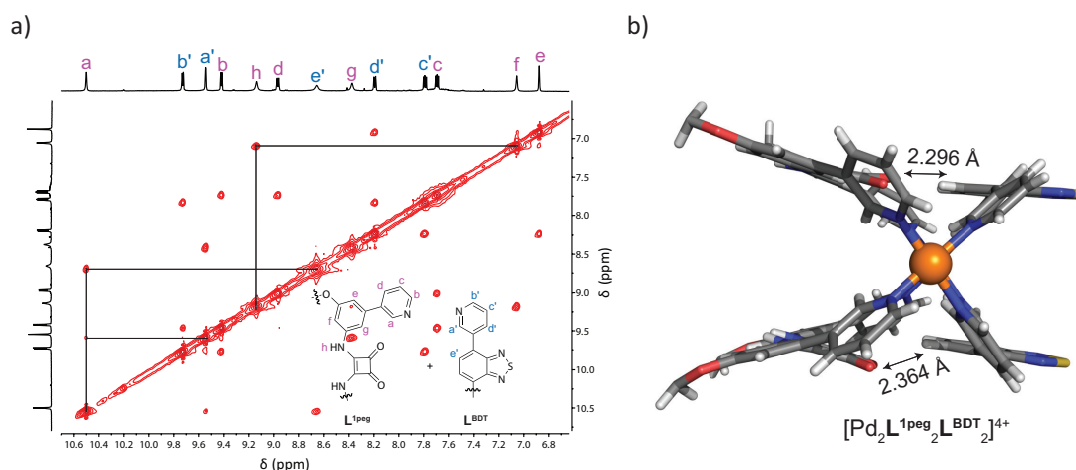 a)
a b' a' b h d e' g d' c' c f e
7.0
7.5
8.0
8.5
9.0
9.5
10.0
10.5
δ (ppm)
10.6 10.4 10.2 10.0 9.8 9.6 9.4 9.2 9.0 8.8 8.6 8.4 8.2 8.0 7.8 7.6 7.4 7.2 7.0 6.8
δ (ppm)
O e d c b N a f g * h HN O O HN
L1peg
+
b' c' N a' d' e' N S N
LBDT
b)
2.296 Å
2.364 Å
[Pd₂L¹ᵖᵉᵍ₂Lᴮᴰᵀ₂]⁴⁺